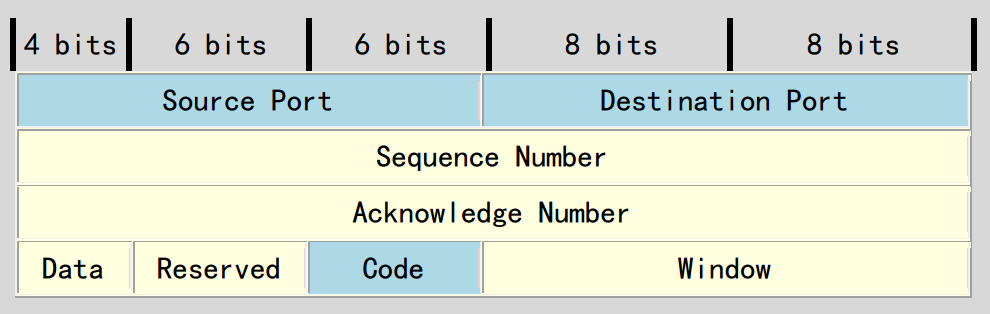 4 bits 6 bits 6 bits 8 bits 8 bits
Source Port Destination Port
Sequence Number
Acknowledge Number
Data Reserved Code Window